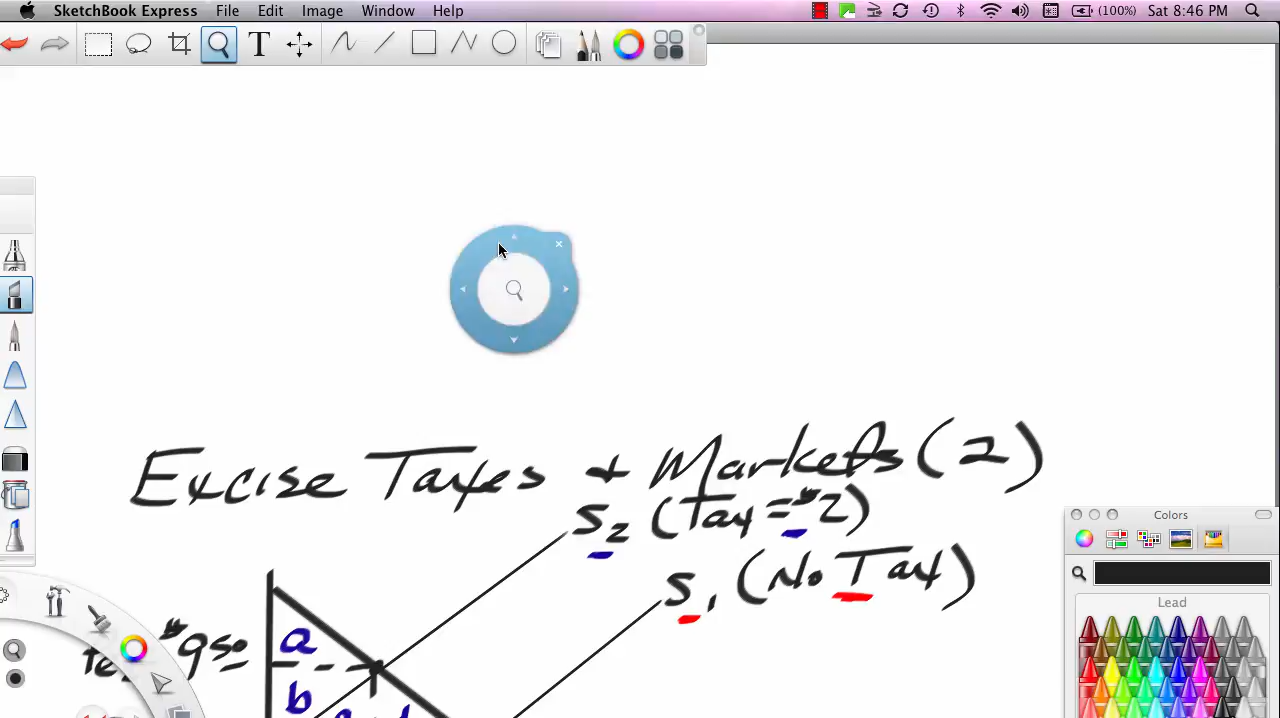 SketchBook Express File Edit Image Window Help (100%) Sat 8:46 PM
T
Excise Taxes + Markets (2)
S2 (Tax = $2)
S1 (No Tax)
Colors
Lead
$950
a
b